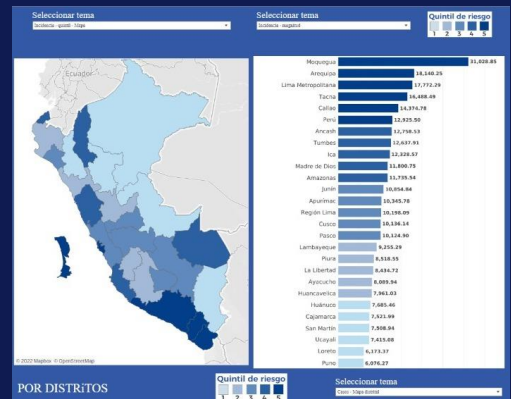 Seleccionar tema
Incidencia - quintil - Mapa
Seleccionar tema
Incidencia - magnitud
Quintil de riesgo
1 2 3 4 5
Ecuador
© 2022 Mapbox © OpenStreetMap
Moquegua 31,028.85
Arequipa 18,140.25
Lima Metropolitana 17,772.29
Tacna 16,488.49
Callao 14,374.78
Perú 12,925.50
Ancash 12,758.53
Tumbes 12,637.91
Ica 12,328.57
Madre de Dios 11,800.75
Amazonas 11,735.54
Junín 10,854.84
Apurímac 10,345.78
Región Lima 10,198.09
Cusco 10,136.14
Pasco 10,124.90
Lambayeque 9,255.29
Piura 8,518.55
La Libertad 8,434.72
Ayacucho 8,089.94
Huancavelica 7,961.03
Huánuco 7,685.46
Cajamarca 7,521.99
San Martín 7,508.94
Ucayali 7,415.08
Loreto 6,173.37
Puno 6,076.27
POR DISTRiTOS
Quintil de riesgo
1 2 3 4 5
Seleccionar tema
Casos - Mapa distrital